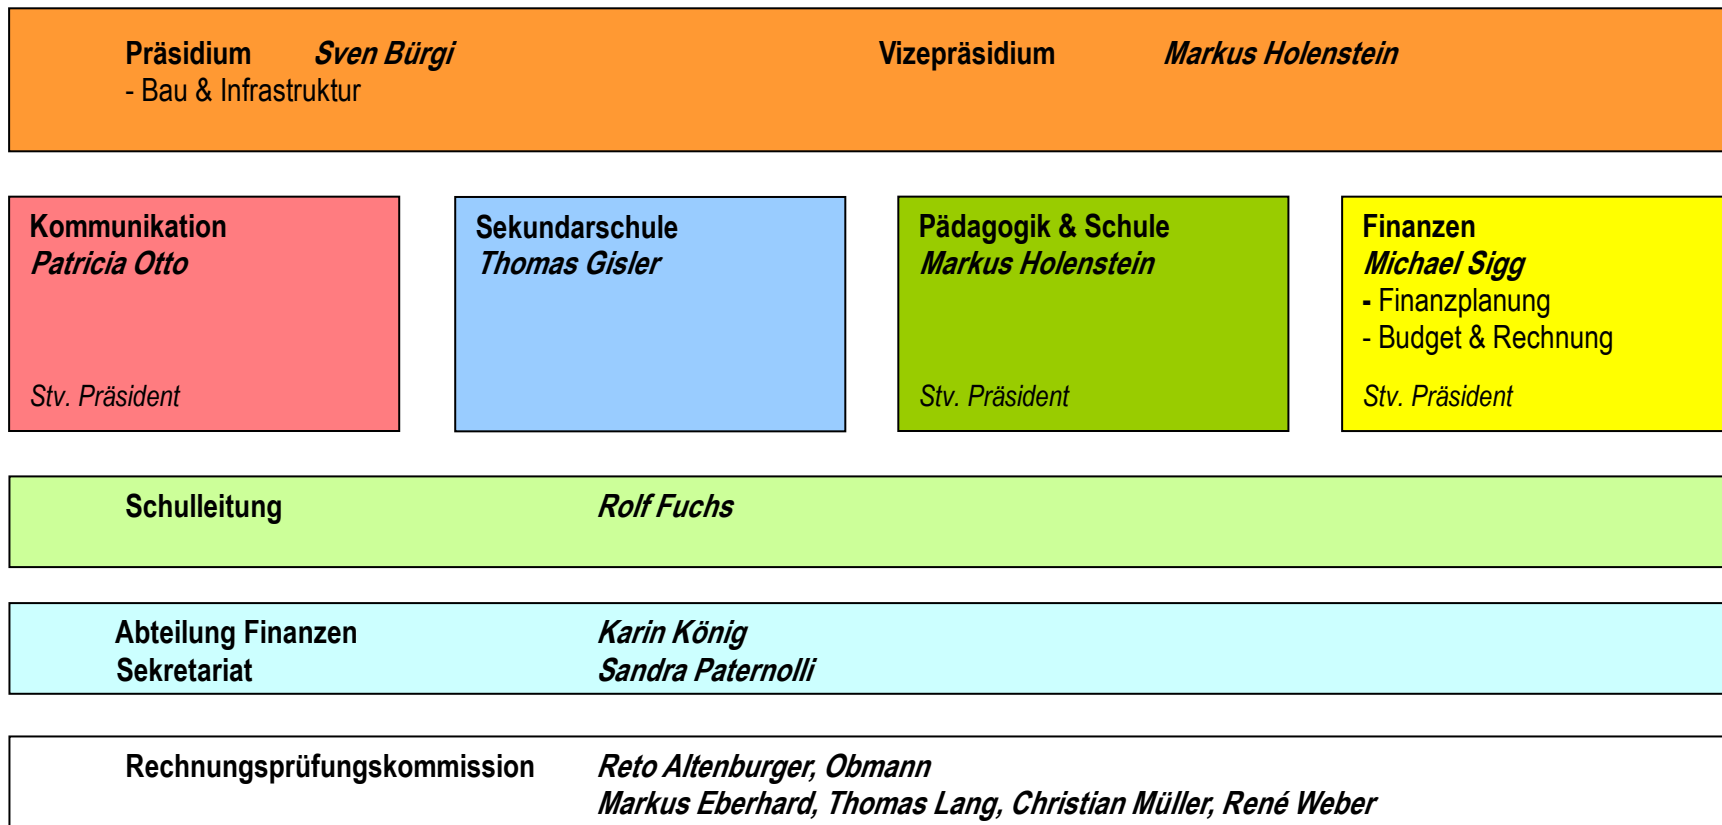 Präsidium Sven Bürgi Vizepräsidium Markus Holenstein
- Bau & Infrastruktur
Kommunikation
Patricia Otto
Stv. Präsident
Sekundarschule
Thomas Gisler
Pädagogik & Schule
Markus Holenstein
Stv. Präsident
Finanzen
Michael Sigg
- Finanzplanung
- Budget & Rechnung
Stv. Präsident
Schulleitung Rolf Fuchs
Abteilung Finanzen Karin König
Sekretariat Sandra Paternolli
Rechnungsprüfungskommission Reto Altenburger, Obmann
Markus Eberhard, Thomas Lang, Christian Müller, René Weber